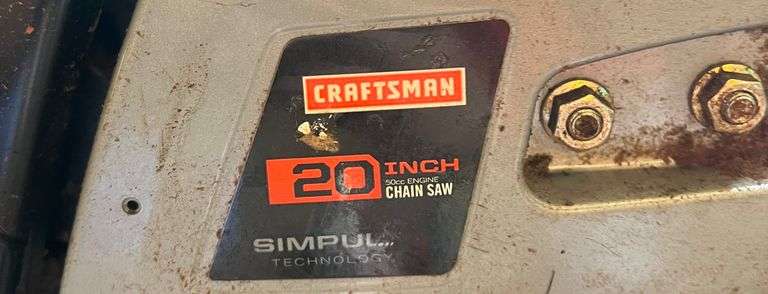 CRAFTSMAN
20 INCH
50cc ENGINE
CHAIN SAW
SIMPUL...
TECHNOLOGY